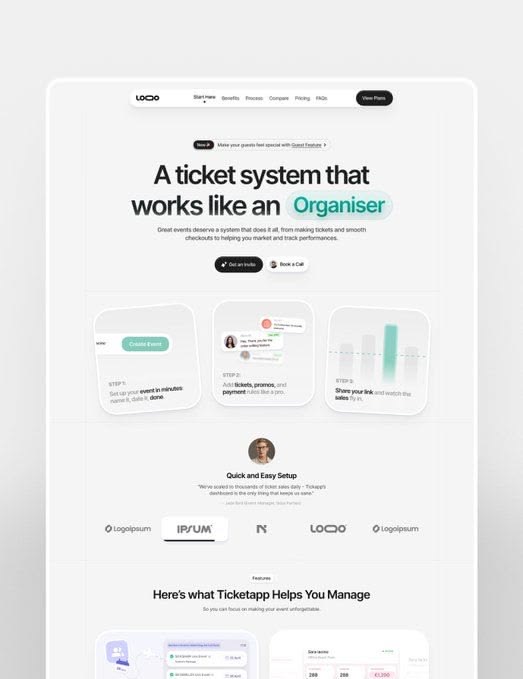 LOGO
Start Here
Benefits
Process
Compare
Pricing
FAQs
View Plans
New
Make your guests feel special with Guest Feature
A ticket system that
works like an Organiser
Great events deserve a system that does it all, from making tickets and smooth
checkouts to helping you market and track performances.
Get an Invite
Book a Call
Create Event
STEP 1:
Set up your event in minutes
name it, date it, done.
STEP 2:
Add tickets, promos, and
payment rules like a pro.
STEP 3:
Share your link and watch the
sales fly in.
Quick and Easy Setup
"We've scaled to thousands of ticket sales daily – Tickapp's
dashboard is the only thing that keeps us sane."
Logoipsum
IPSUM
LOGO
Logoipsum
Features
Here's what Ticketapp Helps You Manage
So you can focus on making your event unforgettable.